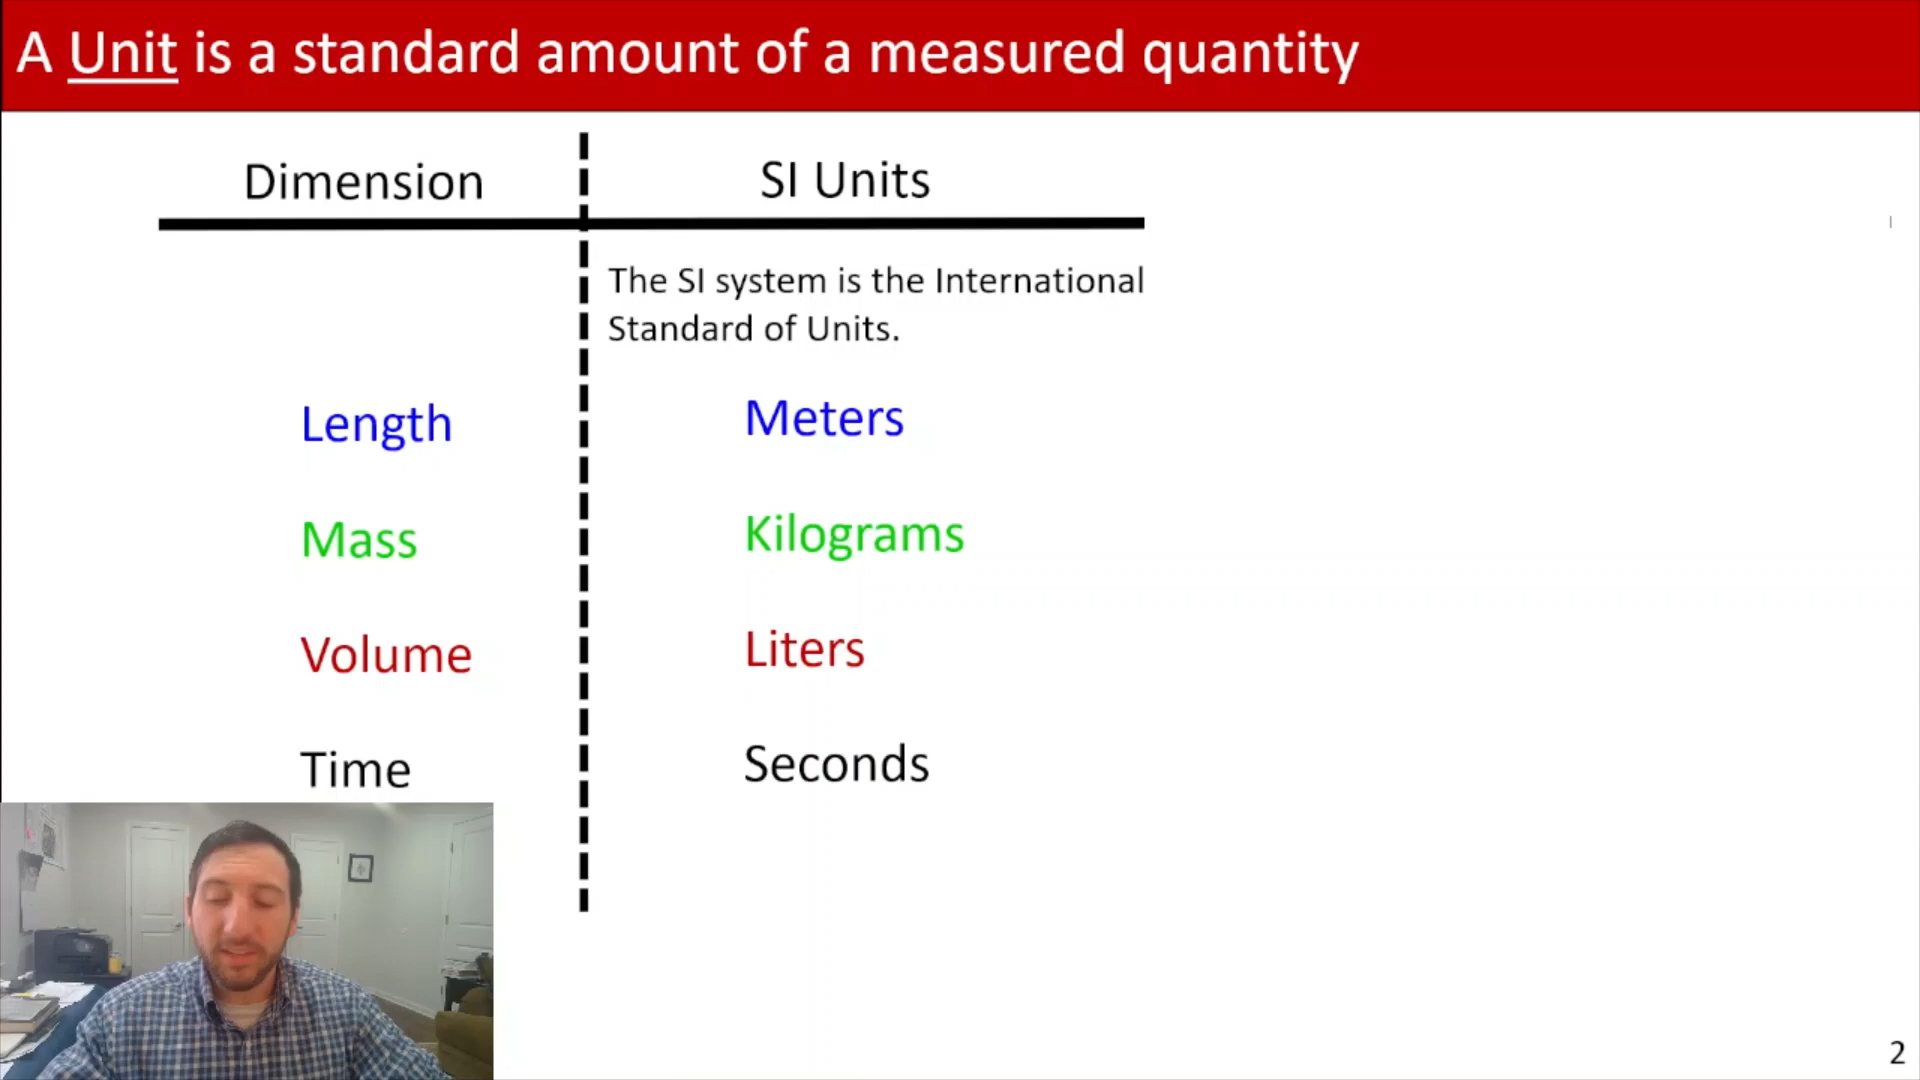 A Unit is a standard amount of a measured quantity
Dimension SI Units
The SI system is the International
Standard of Units.
Length Meters
Mass Kilograms
Volume Liters
Time Seconds
2